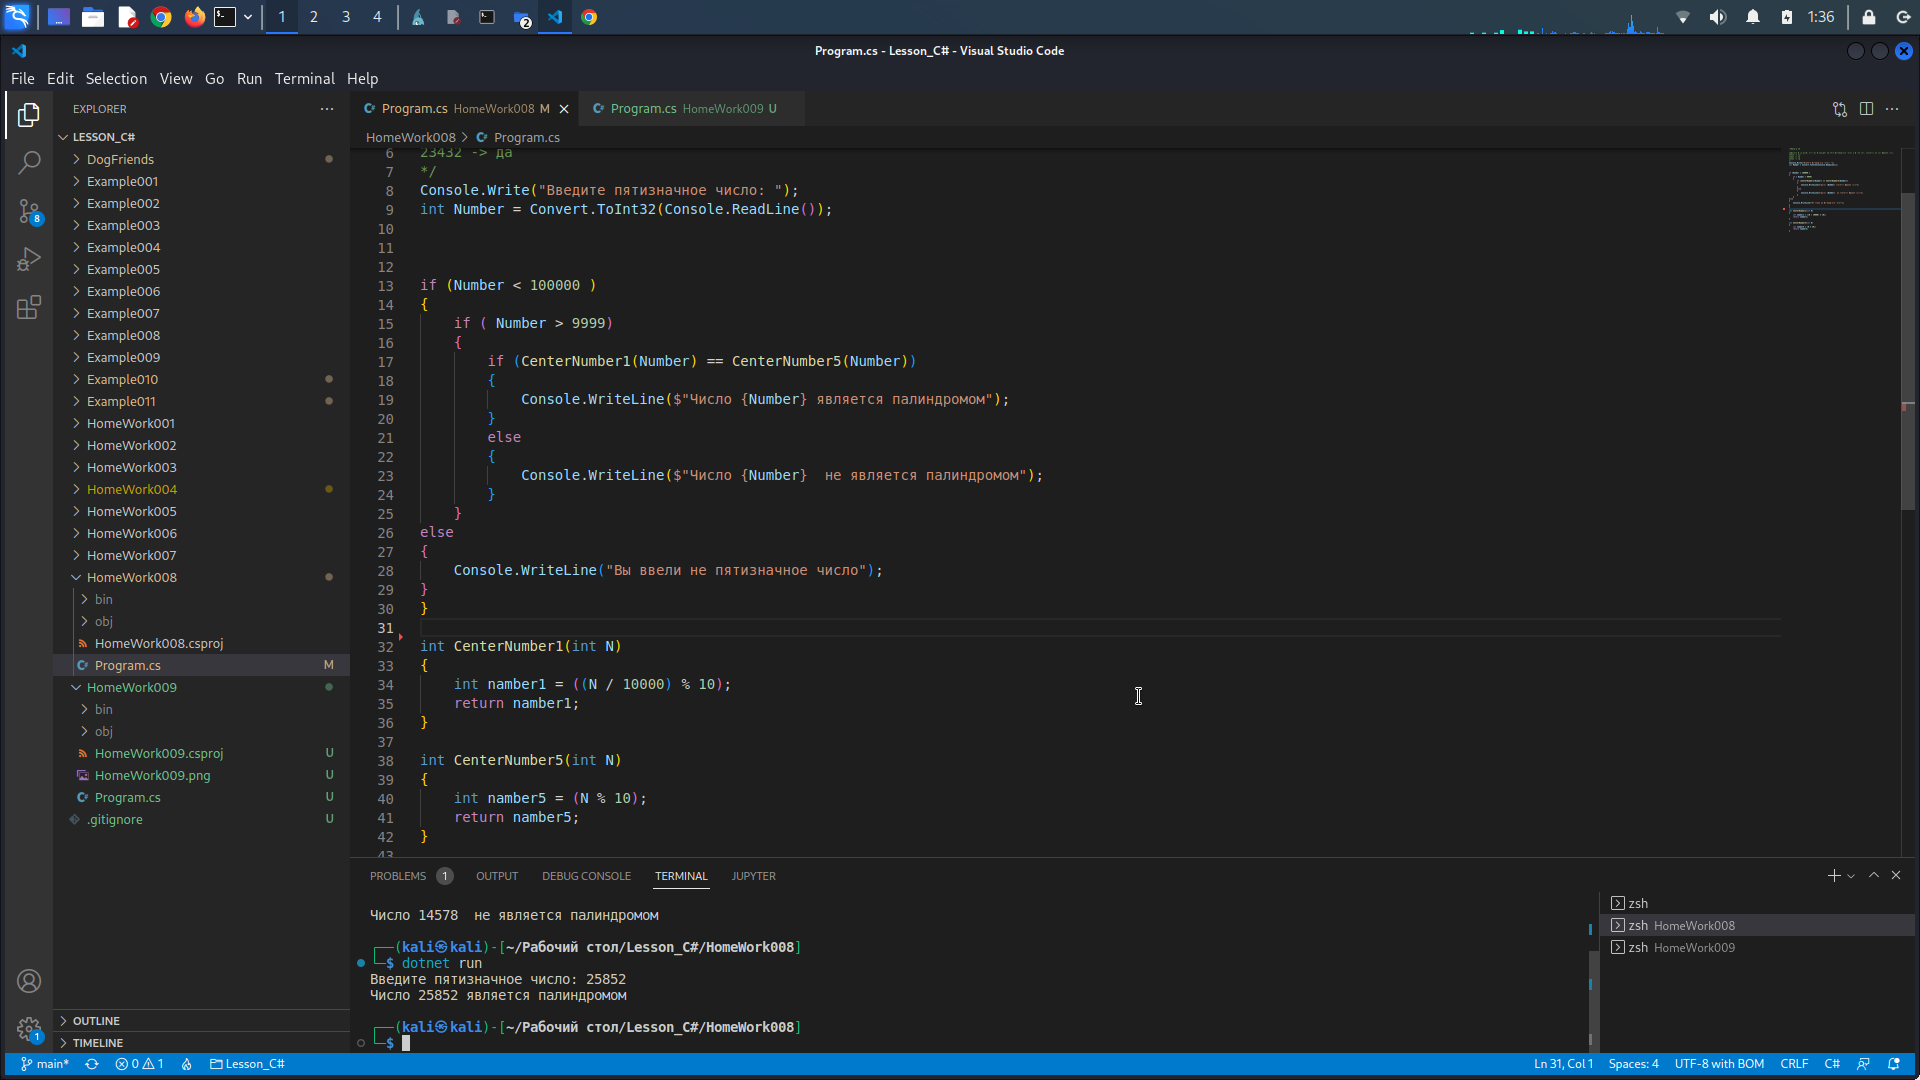 1
2
3
4
2
1:36
Program.cs - Lesson_C# - Visual Studio Code
File Edit Selection View Go Run Terminal Help
EXPLORER
LESSON_C#
DogFriends
Example001
Example002
Example003
Example004
Example005
Example006
Example007
Example008
Example009
Example010
Example011
HomeWork001
HomeWork002
HomeWork003
HomeWork004
HomeWork005
HomeWork006
HomeWork007
HomeWork008
bin
obj
HomeWork008.csproj
Program.cs M
HomeWork009
bin
obj
HomeWork009.csproj U
HomeWork009.png U
Program.cs U
.gitignore U
OUTLINE
TIMELINE
8
1
Program.cs HomeWork008 M
Program.cs HomeWork009 U
HomeWork008 > Program.cs
6 23432 -> да
7 */
8 Console.Write("Введите пятизначное число: ");
9 int Number = Convert.ToInt32(Console.ReadLine());
10
11
12
13 if (Number < 100000 )
14 {
15 if ( Number > 9999)
16 {
17 if (CenterNumber1(Number) == CenterNumber5(Number))
18 {
19 Console.WriteLine($"Число {Number} является палиндромом");
20 }
21 else
22 {
23 Console.WriteLine($"Число {Number}  не является палиндромом");
24 }
25 }
26 else
27 {
28 Console.WriteLine("Вы ввели не пятизначное число");
29 }
30 }
31
32 int CenterNumber1(int N)
33 {
34 int namber1 = ((N / 10000) % 10);
35 return namber1;
36 }
37
38 int CenterNumber5(int N)
39 {
40 int namber5 = (N % 10);
41 return namber5;
42 }
43
PROBLEMS 1 OUTPUT DEBUG CONSOLE TERMINAL JUPYTER
Число 14578  не является палиндромом
(kali㉿kali)-[~/Рабочий стол/Lesson_C#/HomeWork008]
$ dotnet run
Введите пятизначное число: 25852
Число 25852 является палиндромом
(kali㉿kali)-[~/Рабочий стол/Lesson_C#/HomeWork008]
$
zsh
zsh HomeWork008
zsh HomeWork009
main* 0 1 Lesson_C#
Ln 31, Col 1 Spaces: 4 UTF-8 with BOM CRLF C#